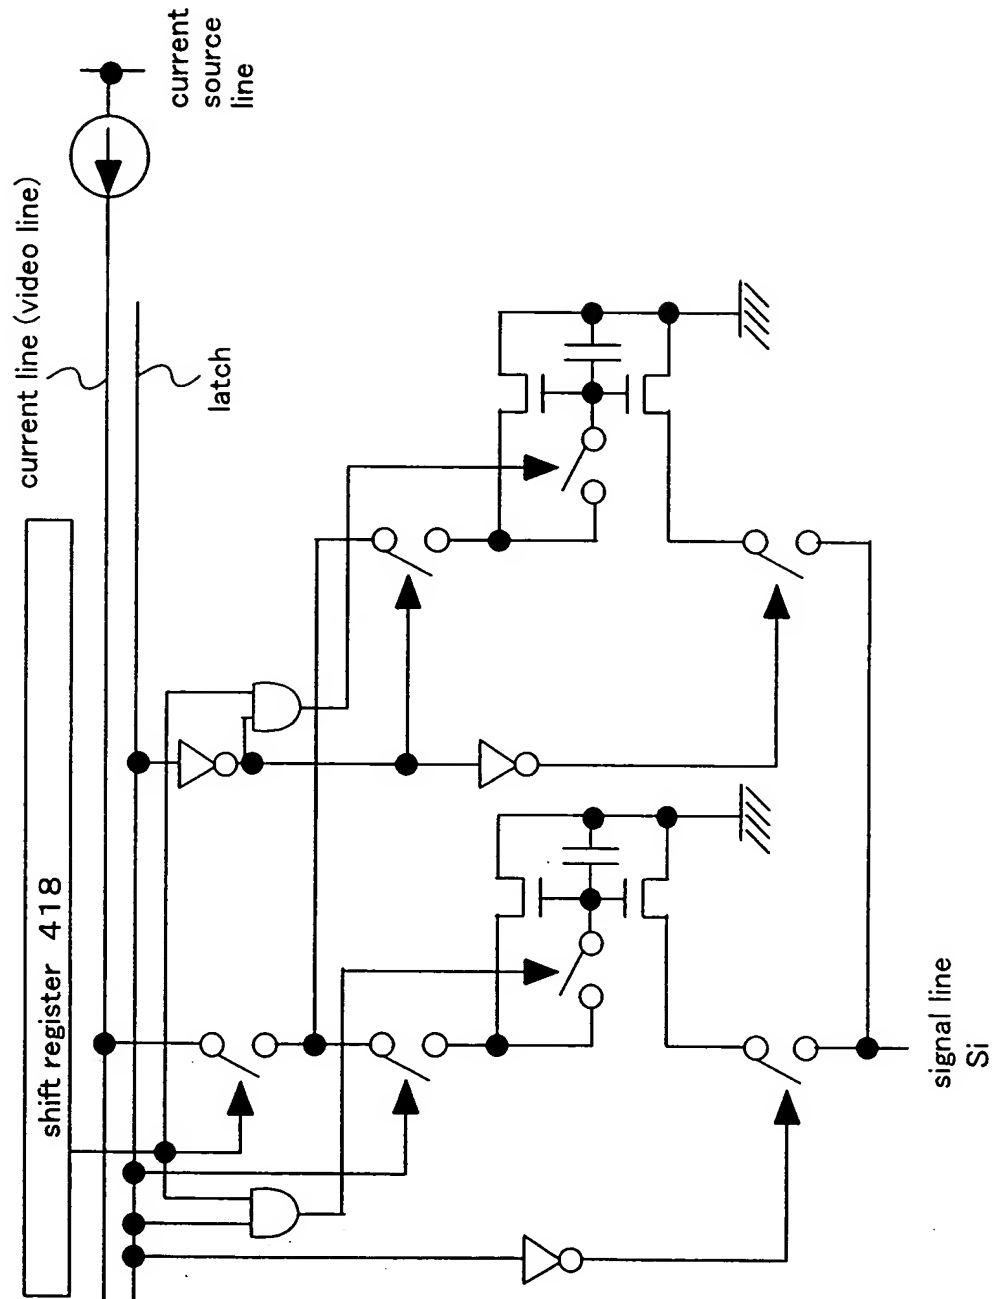 shift register 418
current line (video line)
latch
current
source
line
signal line
Si